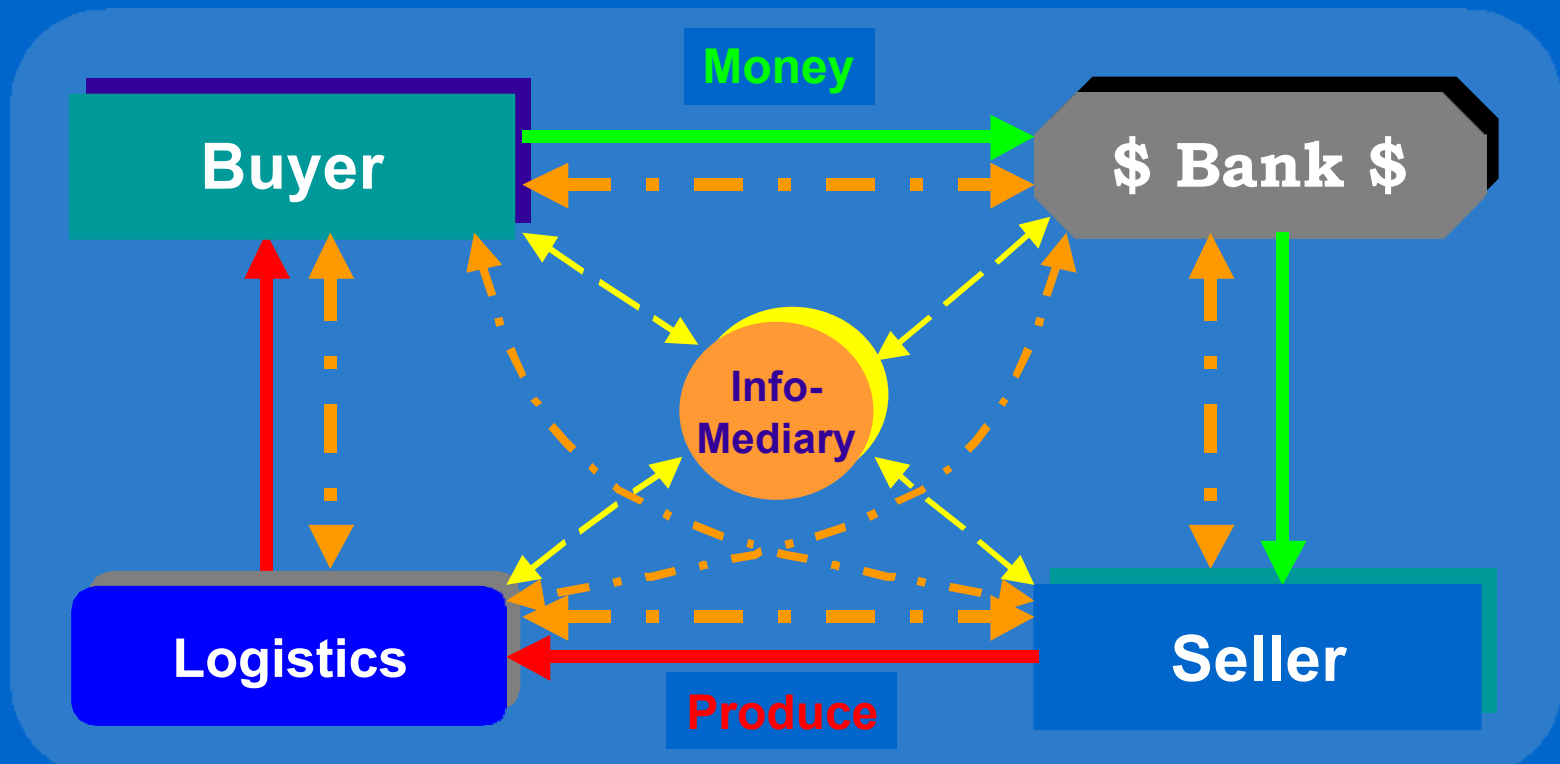 Money
Buyer
$ Bank $
Info-
Mediary
Logistics
Seller
Produce